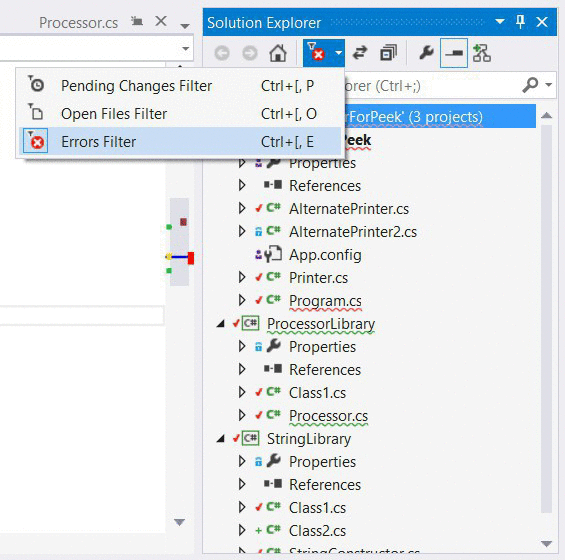 Processor.cs
Solution Explorer
Pending Changes Filter Ctrl+[, P
Open Files Filter Ctrl+[, O
Errors Filter Ctrl+[, E
orer (Ctrl+;)
rForPeek' (3 projects)
Peek
Properties
References
C# AlternatePrinter.cs
C# AlternatePrinter2.cs
App.config
C# Printer.cs
C# Program.cs
C# ProcessorLibrary
Properties
References
C# Class1.cs
C# Processor.cs
C# StringLibrary
Properties
References
C# Class1.cs
C# Class2.cs
C# StringConstructor.cs